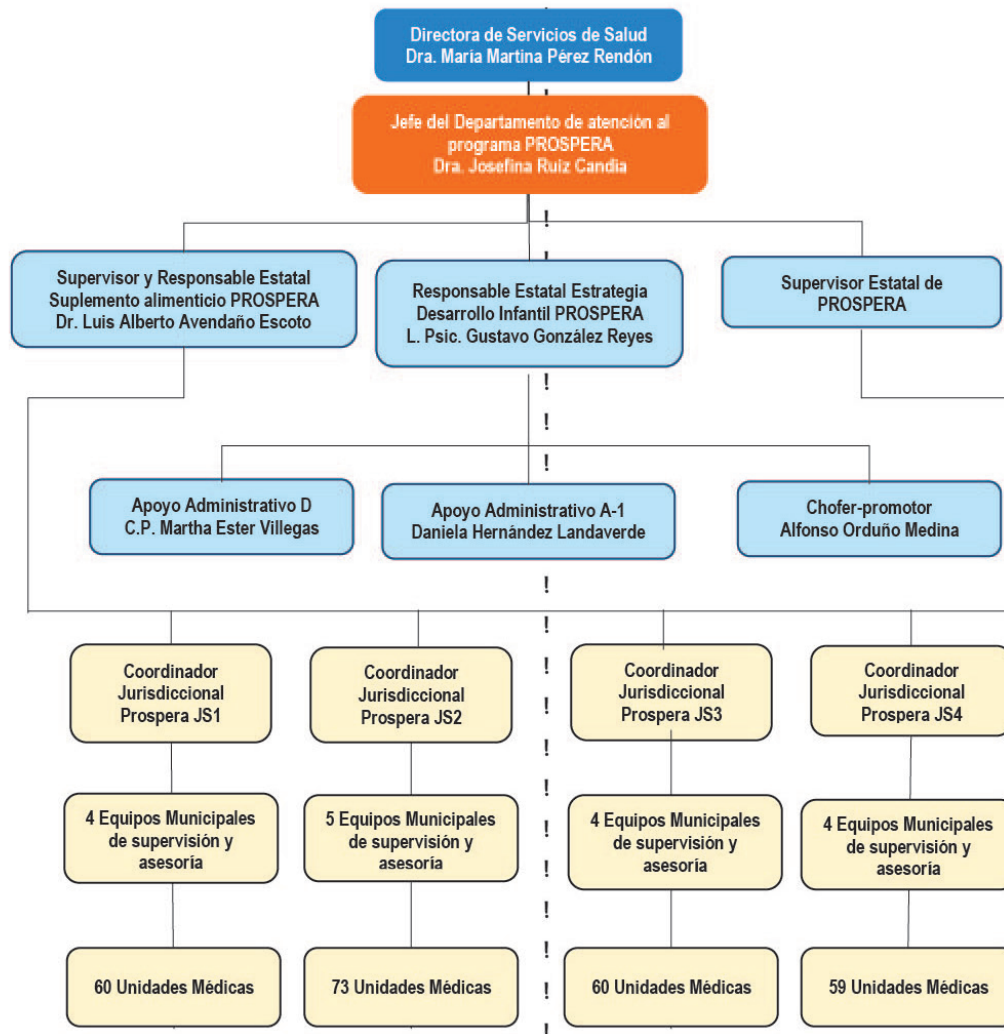 Directora de Servicios de Salud
Dra. María Martina Pérez Rendón
Jefe del Departamento de atención al
programa PROSPERA
Dra. Josefina Ruiz Candia
Supervisor y Responsable Estatal
Suplemento alimenticio PROSPERA
Dr. Luis Alberto Avendaño Escoto
Responsable Estatal Estrategia
Desarrollo Infantil PROSPERA
L. Psic. Gustavo González Reyes
Supervisor Estatal de
PROSPERA
Apoyo Administrativo D
C.P. Martha Ester Villegas
Apoyo Administrativo A-1
Daniela Hernández Landaverde
Chofer-promotor
Alfonso Orduño Medina
Coordinador
Jurisdiccional
Prospera JS1
Coordinador
Jurisdiccional
Prospera JS2
Coordinador
Jurisdiccional
Prospera JS3
Coordinador
Jurisdiccional
Prospera JS4
4 Equipos Municipales
de supervisión y
asesoría
5 Equipos Municipales
de supervisión y
asesoría
4 Equipos Municipales
de supervisión y
asesoría
4 Equipos Municipales
de supervisión y
asesoría
60 Unidades Médicas
73 Unidades Médicas
60 Unidades Médicas
59 Unidades Médicas